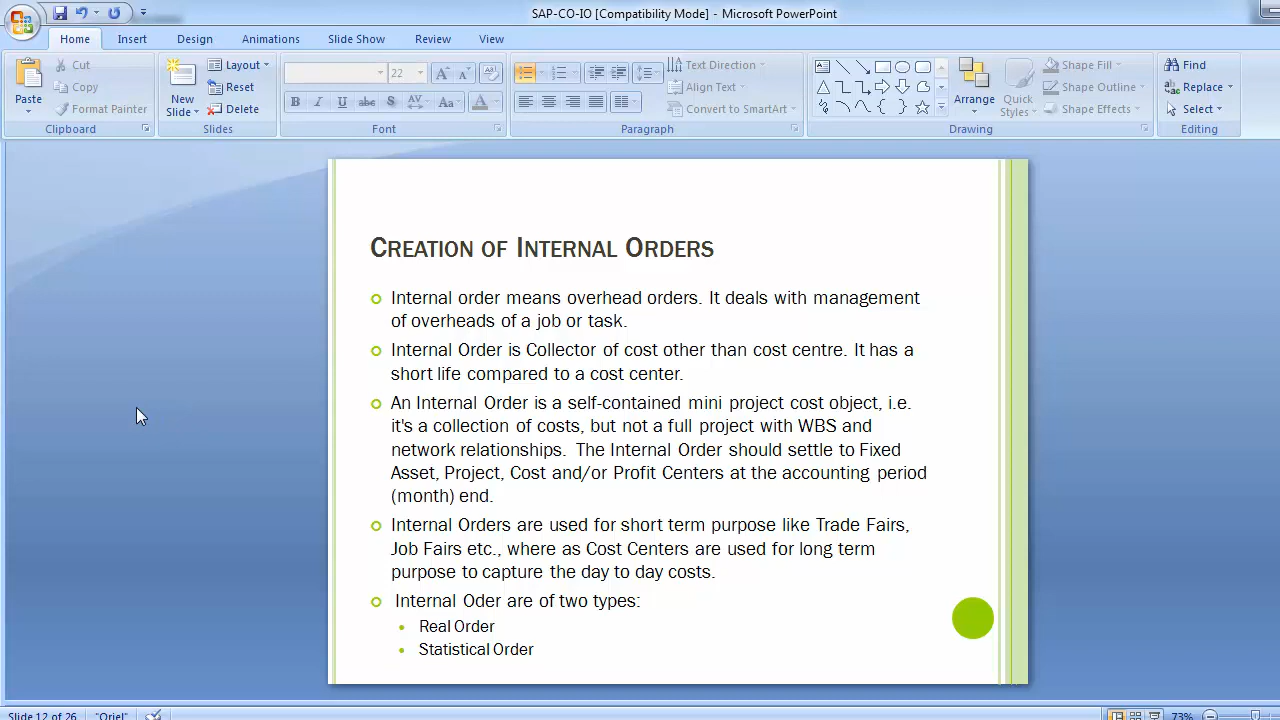 SAP-CO-IO [Compatibility Mode] - Microsoft PowerPoint
Home Insert Design Animations Slide Show Review View
Cut Layout 22 Text Direction Shape Fill Find
Copy Reset Align Text Shape Outline Replace
Paste New Slide Arrange Quick Styles
Format Painter Delete B I U abc S AV Aa A Convert to SmartArt Shape Effects Select
Clipboard Slides Font Paragraph Drawing Editing
CREATION OF INTERNAL ORDERS
Internal order means overhead orders. It deals with management
of overheads of a job or task.
Internal Order is Collector of cost other than cost centre. It has a
short life compared to a cost center.
An Internal Order is a self-contained mini project cost object, i.e.
it's a collection of costs, but not a full project with WBS and
network relationships. The Internal Order should settle to Fixed
Asset, Project, Cost and/or Profit Centers at the accounting period
(month) end.
Internal Orders are used for short term purpose like Trade Fairs,
Job Fairs etc., where as Cost Centers are used for long term
purpose to capture the day to day costs.
Internal Oder are of two types:
Real Order
Statistical Order
Slide 12 of 26 "Oriel" 73%